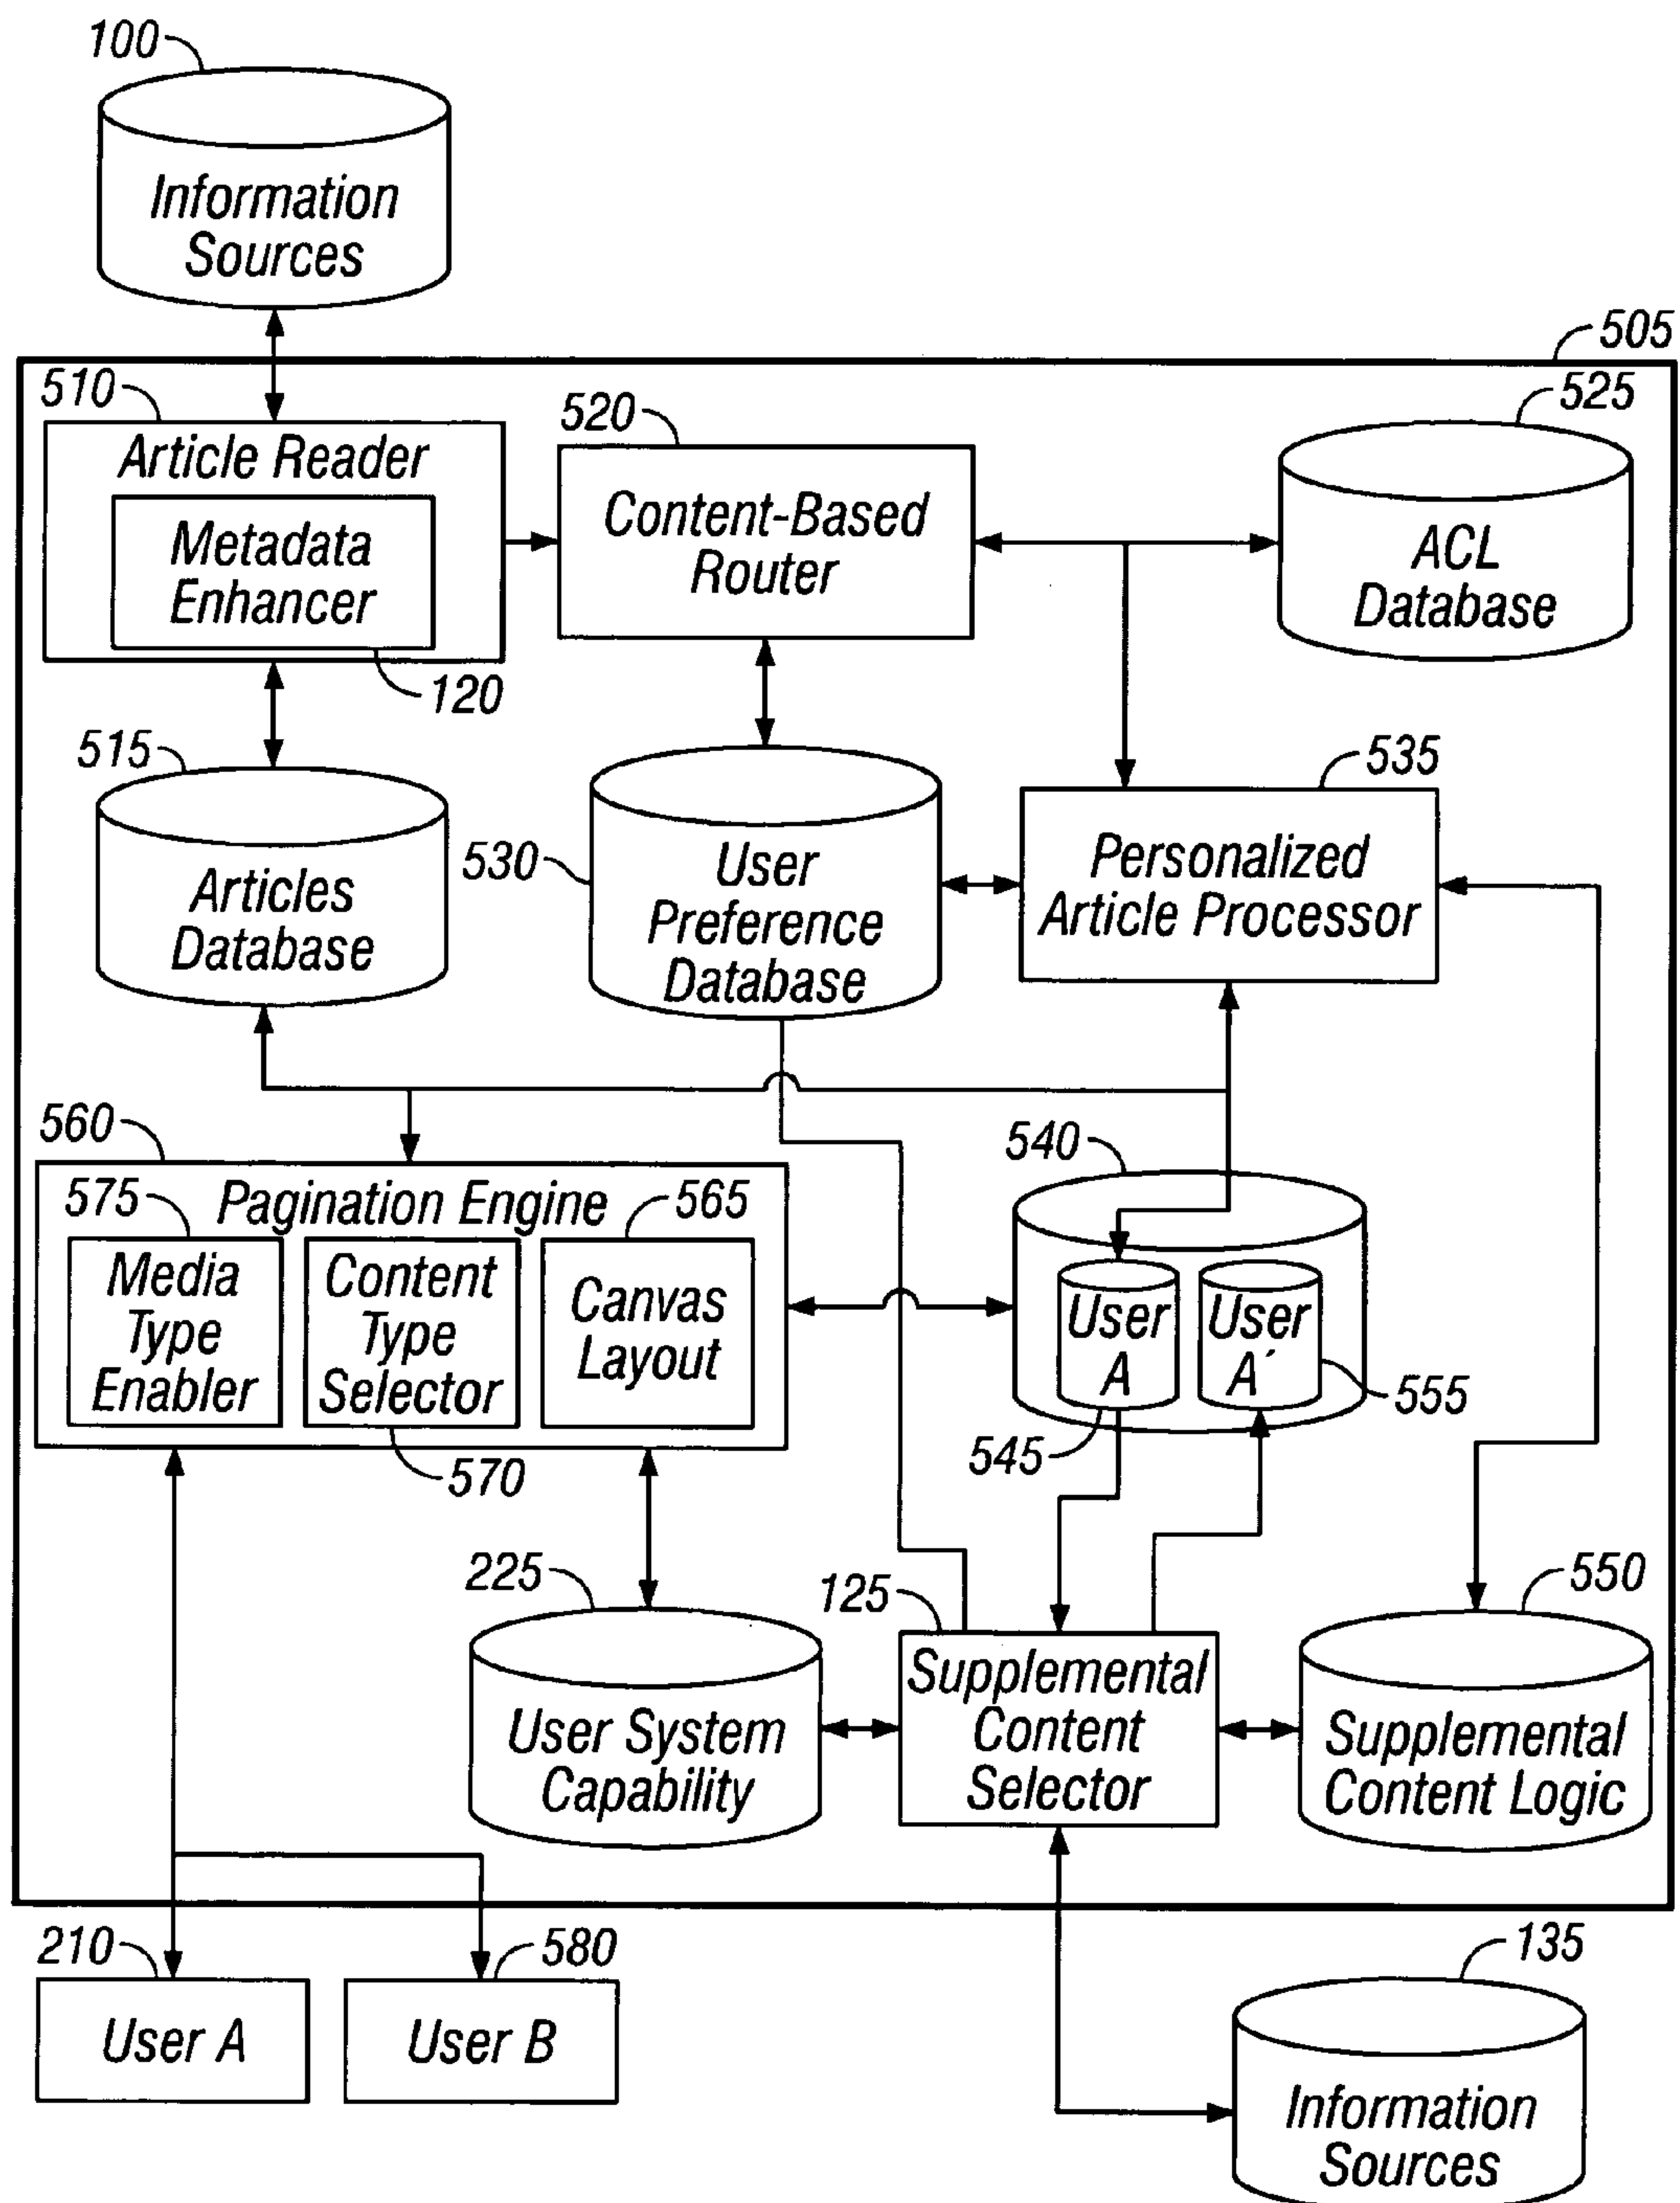 100
Information
Sources
505
510
Article Reader
Metadata
Enhancer
120
520
Content-Based
Router
525
ACL
Database
515
Articles
Database
530
User
Preference
Database
535
Personalized
Article Processor
560
Pagination Engine
575
Media
Type
Enabler
Content
Type
Selector
570
565
Canvas
Layout
540
User
A
545
User
A´
555
225
User System
Capability
125
Supplemental
Content
Selector
550
Supplemental
Content Logic
210
User A
580
User B
135
Information
Sources